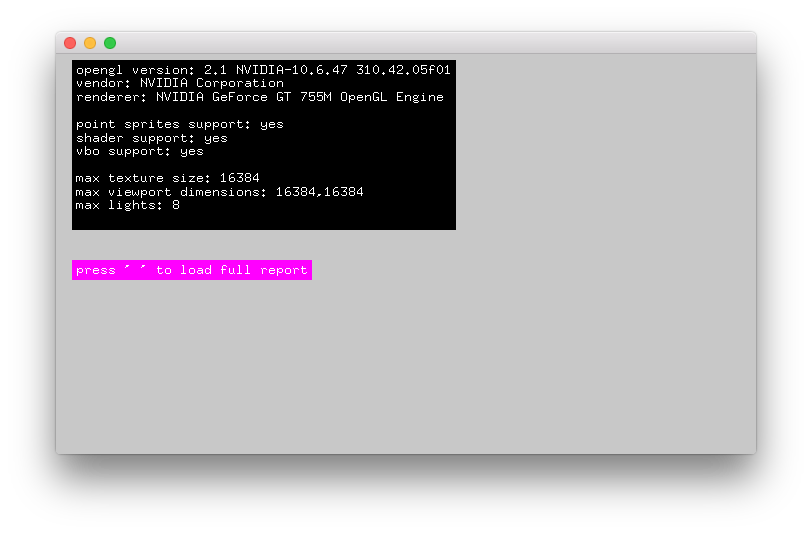 opengl version: 2.1 NVIDIA-10.6.47 310.42.05f01
vendor: NVIDIA Corporation
renderer: NVIDIA GeForce GT 755M OpenGL Engine
point sprites support: yes
shader support: yes
vbo support: yes
max texture size: 16384
max viewport dimensions: 16384,16384
max lights: 8
press ' ' to load full report